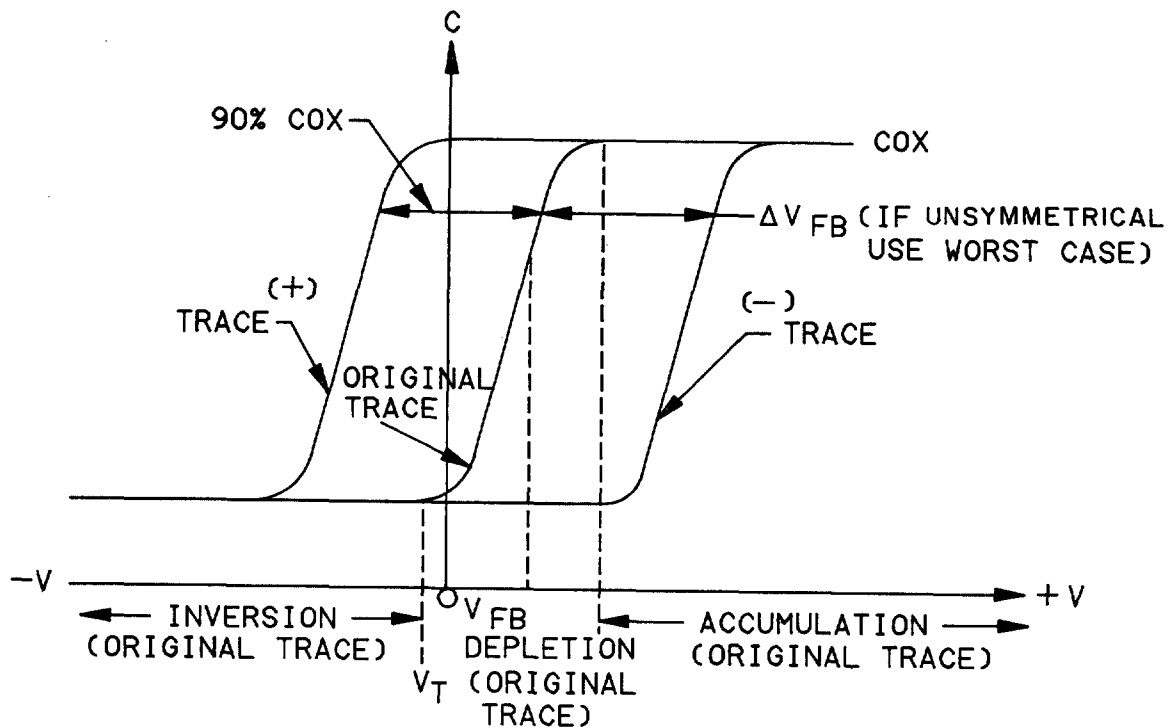 C
90% COX
COX
ΔV FB (IF UNSYMMETRICAL
USE WORST CASE)
(+)
TRACE
(—)
TRACE
ORIGINAL
TRACE
—V
+V
V FB
INVERSION
(ORIGINAL TRACE)
DEPLETION
(ORIGINAL
TRACE)
ACCUMULATION
(ORIGINAL TRACE)
V T